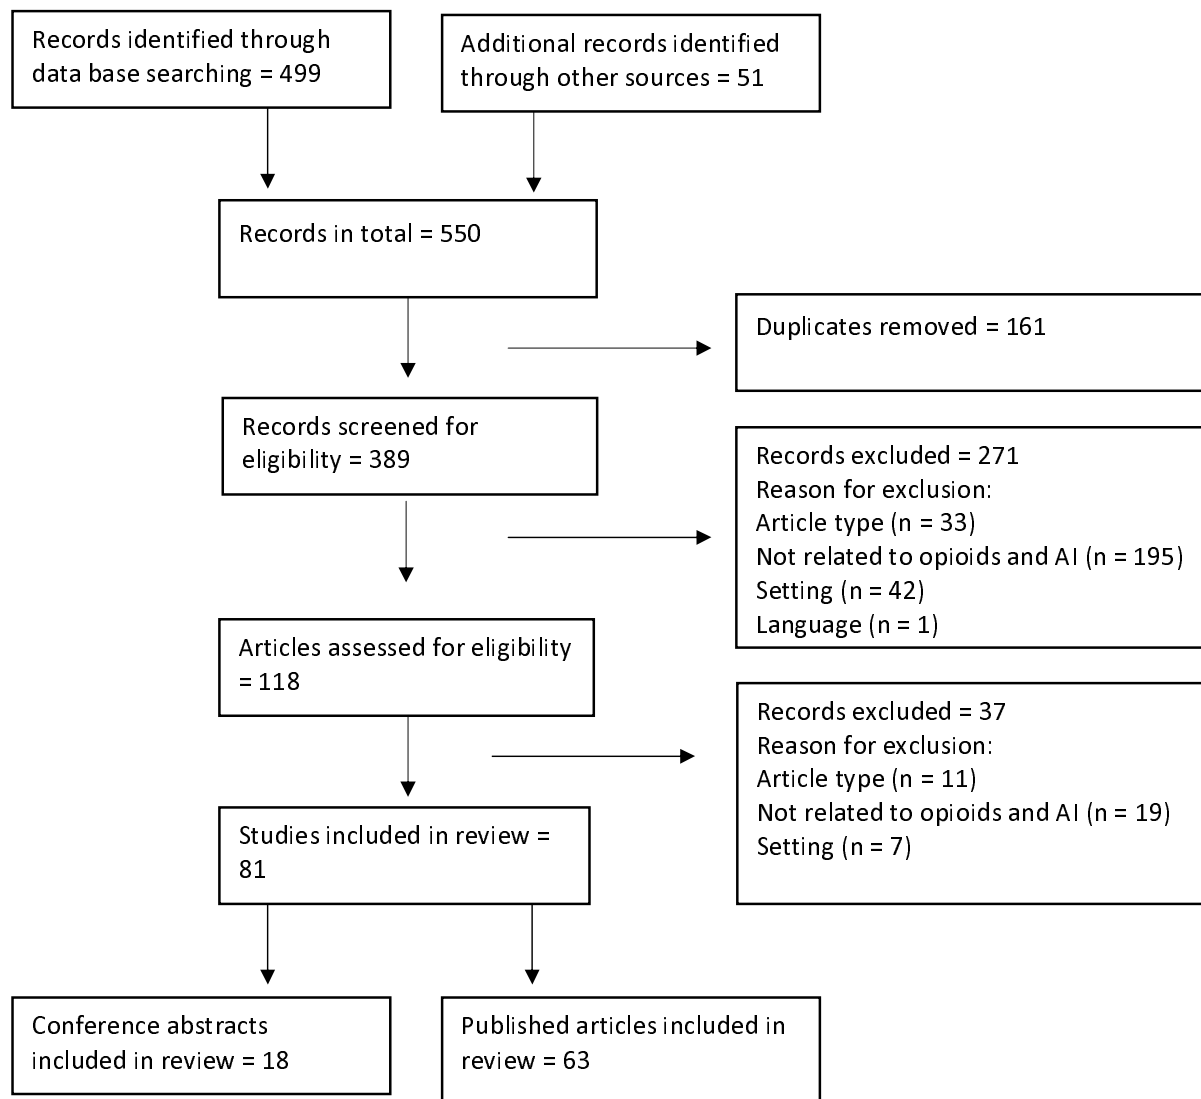 Records identified through
data base searching = 499
Additional records identified
through other sources = 51
Records in total = 550
Duplicates removed = 161
Records screened for
eligibility = 389
Records excluded = 271
Reason for exclusion:
Article type (n = 33)
Not related to opioids and AI (n = 195)
Setting (n = 42)
Language (n = 1)
Articles assessed for eligibility
= 118
Records excluded = 37
Reason for exclusion:
Article type (n = 11)
Not related to opioids and AI (n = 19)
Setting (n = 7)
Studies included in review =
81
Conference abstracts
included in review = 18
Published articles included in
review = 63